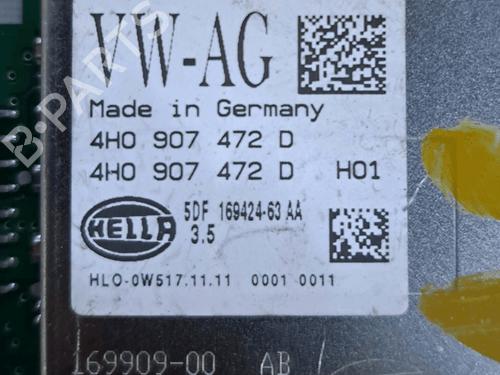 VW-AG
Made in Germany
4H0 907 472 D
4H0 907 472 D H01
HELLA
5DF 169424-63 AA
3.5
HLO-0W517.11.11 0001 0011
169909-00 AB
B-PARTS